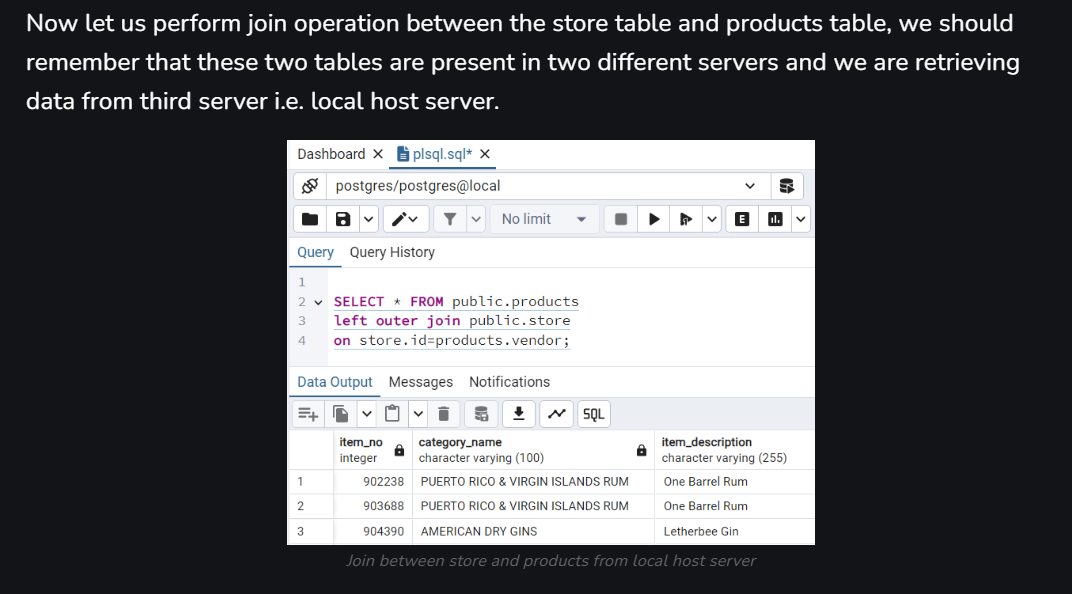 Now let us perform join operation between the store table and products table, we should
remember that these two tables are present in two different servers and we are retrieving
data from third server i.e. local host server.
Dashboard plsql.sql*
postgres/postgres@local
No limit E
Query Query History
1
2 SELECT * FROM public.products
3 left outer join public.store
4 on store.id=products.vendor;
Data Output Messages Notifications
SQL
item_no category_name item_description
integer character varying (100) character varying (255)
1 902238 PUERTO RICO & VIRGIN ISLANDS RUM One Barrel Rum
2 903688 PUERTO RICO & VIRGIN ISLANDS RUM One Barrel Rum
3 904390 AMERICAN DRY GINS Letherbee Gin
Join between store and products from local host server